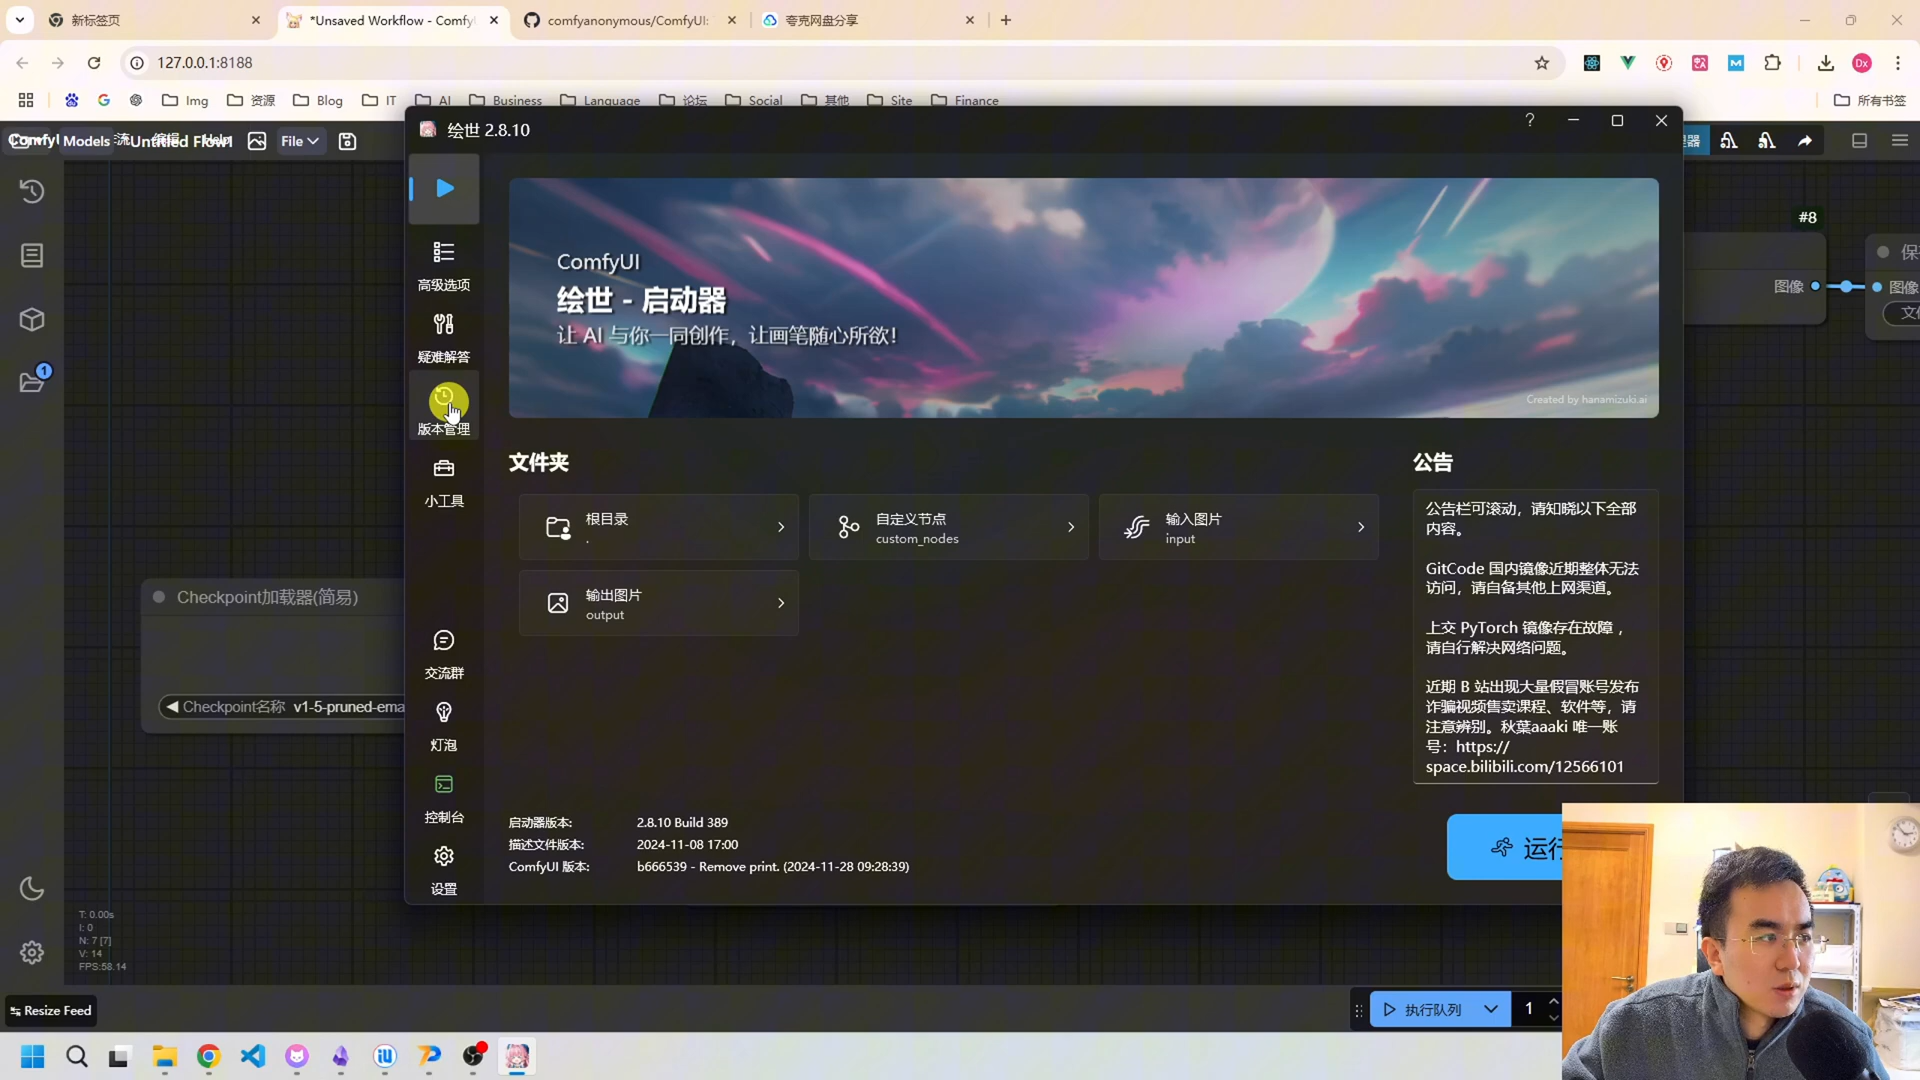 新标签页
*Unsaved Workflow - Comfy
comfyanonymous/ComfyUI:
夸克网盘分享
127.0.0.1:8188
Dx
Img
资源
Blog
IT
AI
Business
Language
论坛
Social
其他
Site
Finance
所有书签
Models
File
绘世 2.8.10
#8
高级选项
疑难解答
版本管理
小工具
交流群
灯泡
控制台
设置
ComfyUI
绘世 - 启动器
让 AI 与你一同创作，让画笔随心所欲！
Created by hanamizuki.ai
图像
图像
文件夹
根目录
.
自定义节点
custom_nodes
输入图片
input
输出图片
output
公告
公告栏可滚动，请知晓以下全部
内容。
GitCode 国内镜像近期整体无法
访问，请自备其他上网渠道。
上交 PyTorch 镜像存在故障，
请自行解决网络问题。
近期 B 站出现大量假冒账号发布
诈骗视频售卖课程、软件等，请
注意辨别。秋葉aaaki 唯一账
号：https://
space.bilibili.com/12566101
启动器版本: 2.8.10 Build 389
描述文件版本: 2024-11-08 17:00
ComfyUI 版本: b666539 - Remove print. (2024-11-28 09:28:39)
运行
1
Checkpoint加载器(简易)
Checkpoint名称 v1-5-pruned-ema
T: 0.00s
I: 0
N: 7 [7]
V: 14
FPS:58.14
Resize Feed
执行队列
1